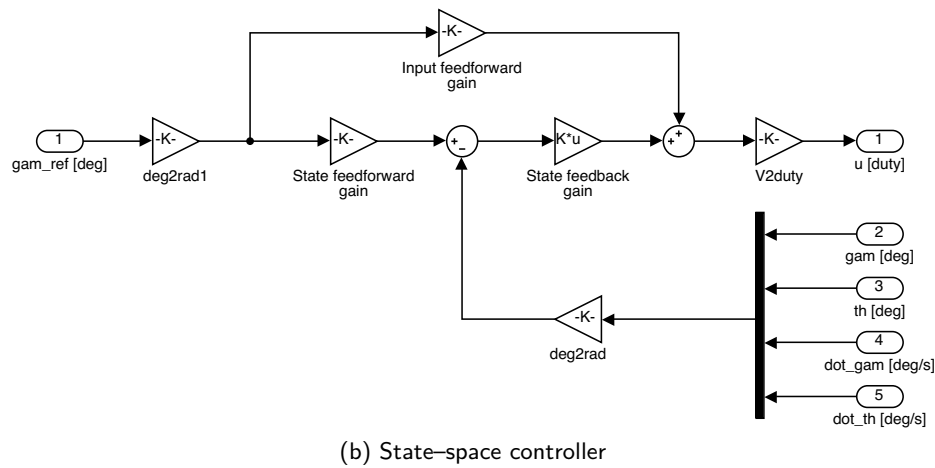 -K-
Input feedforward
gain
1
gam_ref [deg]
-K-
deg2rad1
-K-
State feedforward
gain
+
−
K*u
State feedback
gain
+
+
-K-
V2duty
1
u [duty]
2
gam [deg]
3
th [deg]
-K-
deg2rad
4
dot_gam [deg/s]
5
dot_th [deg/s]
(b) State–space controller